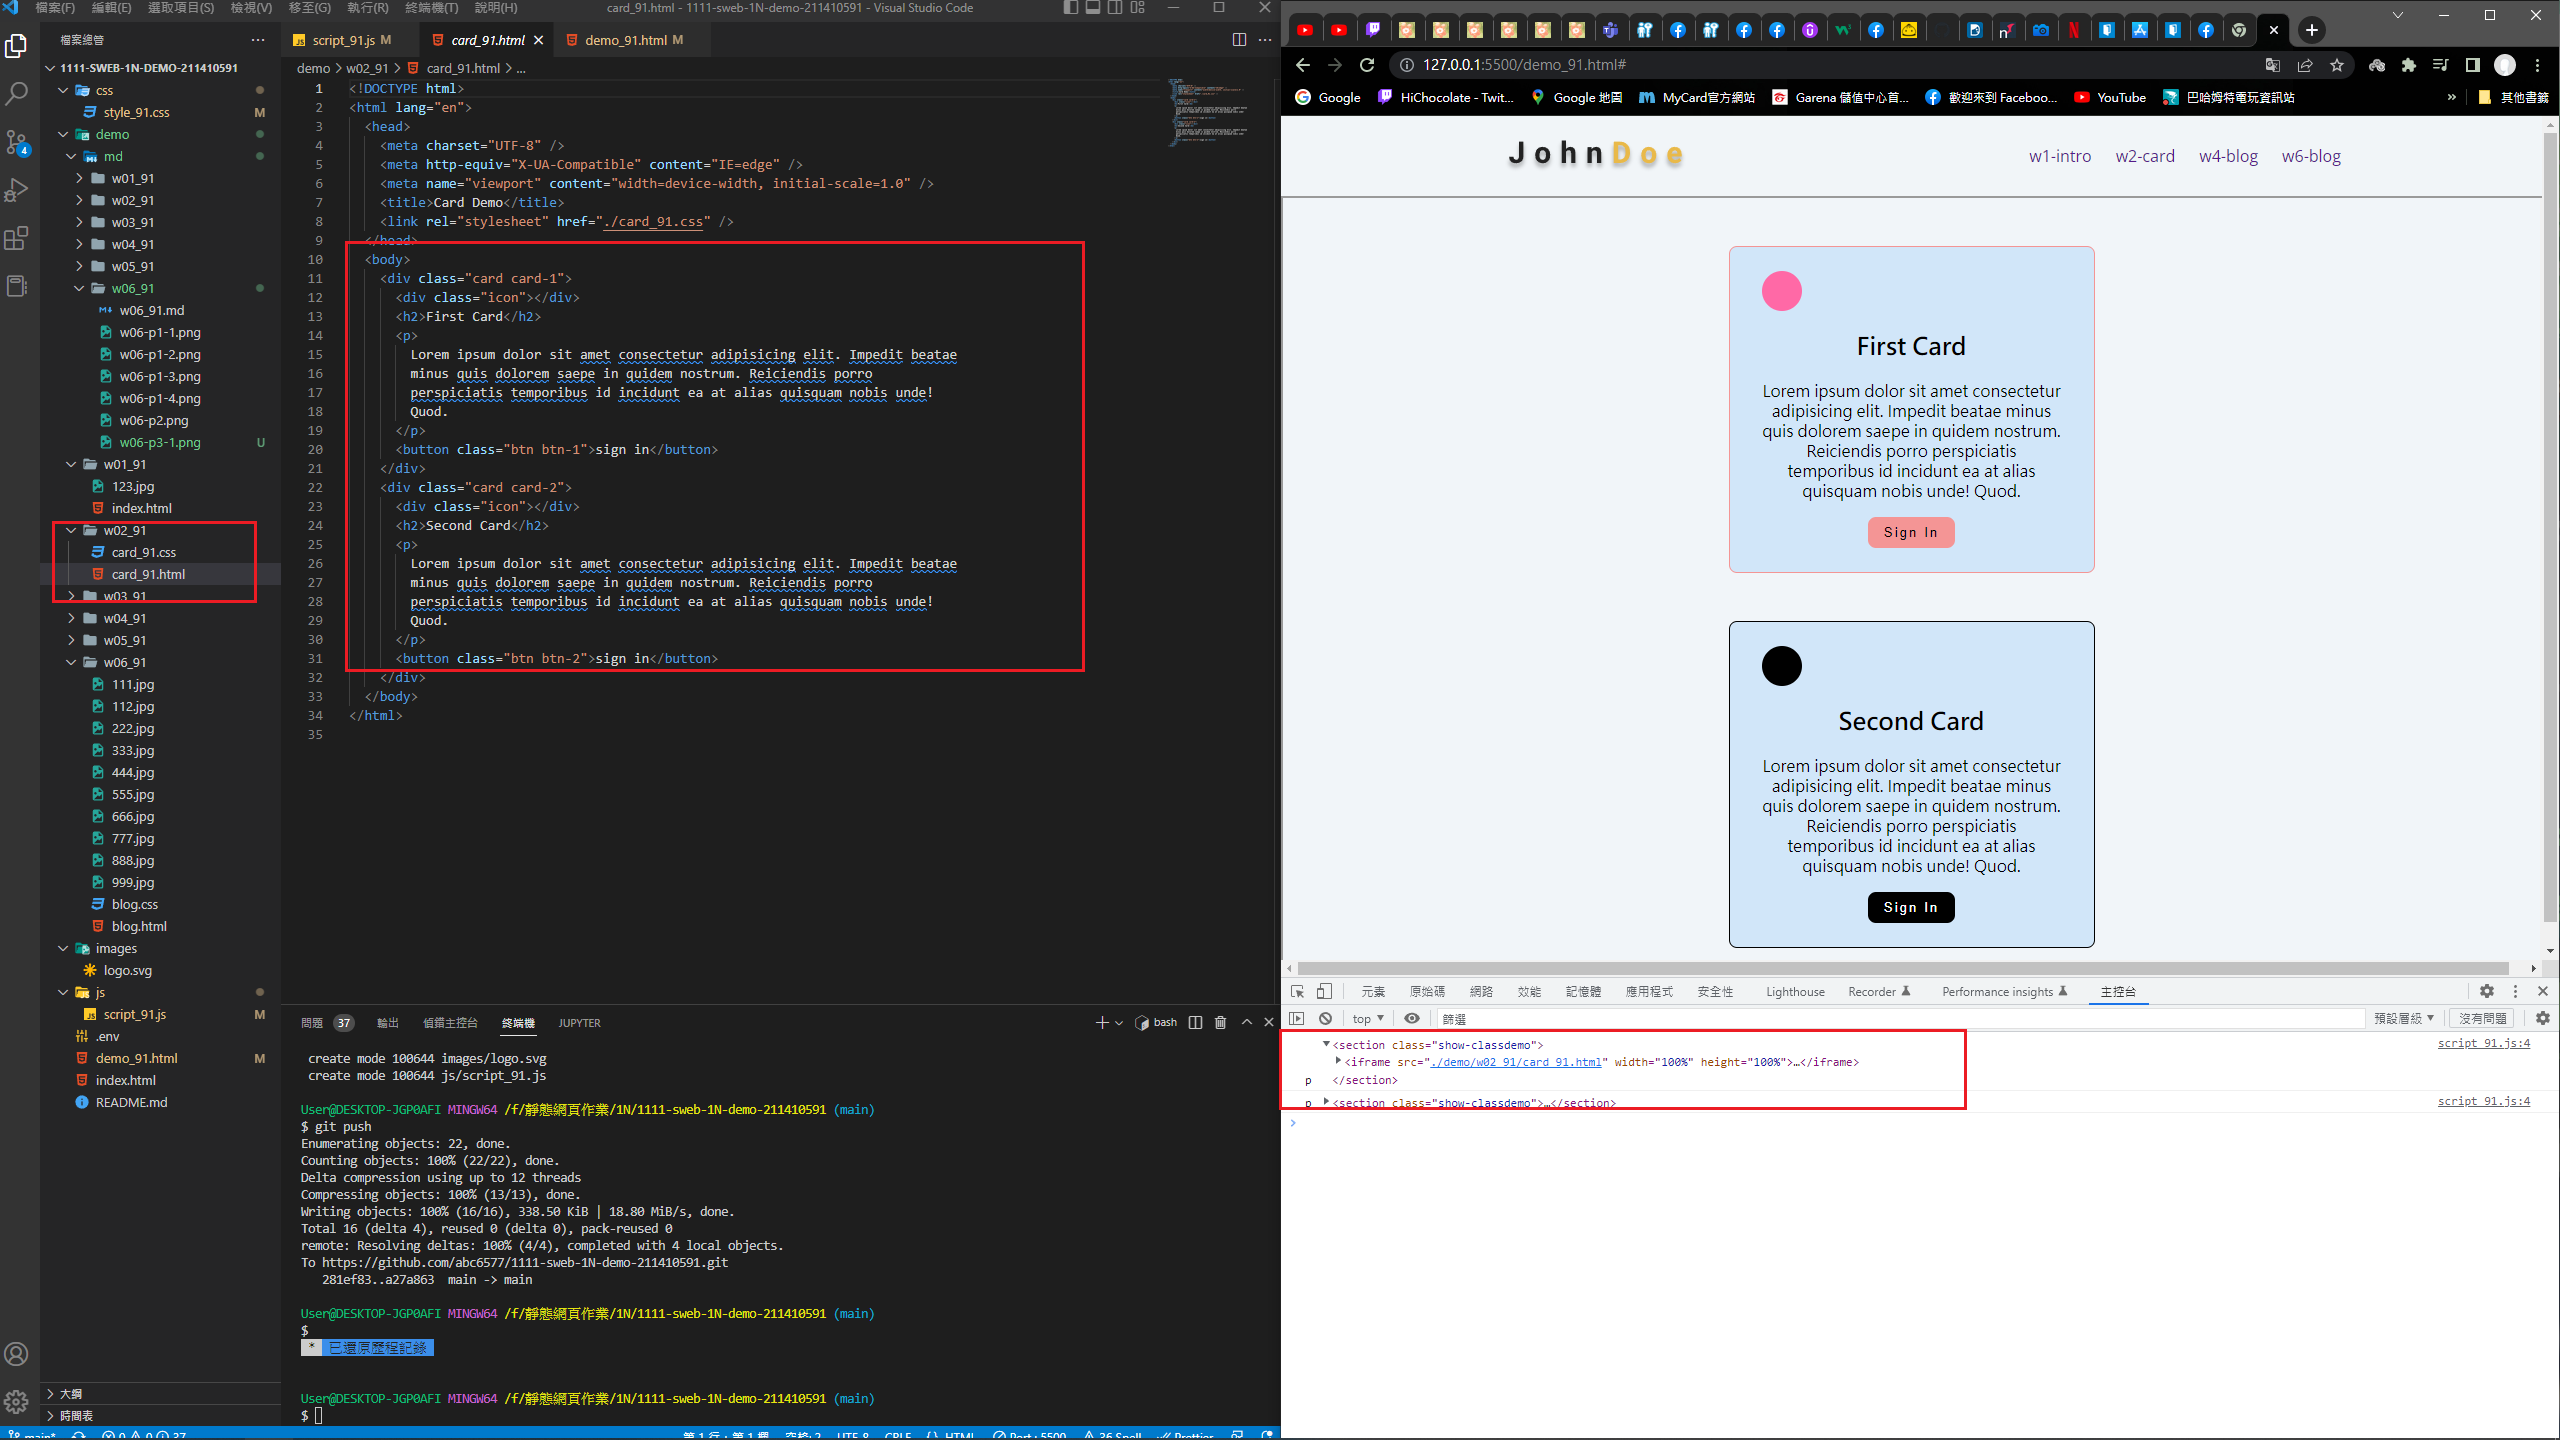 檔案(F) 編輯(E) 選取項目(S) 檢視(V) 移至(G) 執行(R) 終端機(T) 說明(H) card_91.html - 1111-sweb-1N-demo-211410591 - Visual Studio Code
檔案總管
1111-SWEB-1N-DEMO-211410591
css
style_91.css M
demo
md
w01_91
w02_91
w03_91
w04_91
w05_91
w06_91
w06_91.md
w06-p1-1.png
w06-p1-2.png
w06-p1-3.png
w06-p1-4.png
w06-p2.png
w06-p3-1.png U
w01_91
123.jpg
index.html
w02_91
card_91.css
card_91.html
w03_91
w04_91
w05_91
w06_91
111.jpg
112.jpg
222.jpg
333.jpg
444.jpg
555.jpg
666.jpg
777.jpg
888.jpg
999.jpg
blog.css
blog.html
images
logo.svg
js
script_91.js M
.env
demo_91.html M
index.html
README.md
大綱
時間表
4
script_91.js M card_91.html demo_91.html M
demo > w02_91 > card_91.html > ...
1 <!DOCTYPE html>
2 <html lang="en">
3 <head>
4 <meta charset="UTF-8" />
5 <meta http-equiv="X-UA-Compatible" content="IE=edge" />
6 <meta name="viewport" content="width=device-width, initial-scale=1.0" />
7 <title>Card Demo</title>
8 <link rel="stylesheet" href="./card_91.css" />
9 </head>
10 <body>
11 <div class="card card-1">
12 <div class="icon"></div>
13 <h2>First Card</h2>
14 <p>
15 Lorem ipsum dolor sit amet consectetur adipisicing elit. Impedit beatae
16 minus quis dolorem saepe in quidem nostrum. Reiciendis porro
17 perspiciatis temporibus id incidunt ea at alias quisquam nobis unde!
18 Quod.
19 </p>
20 <button class="btn btn-1">sign in</button>
21 </div>
22 <div class="card card-2">
23 <div class="icon"></div>
24 <h2>Second Card</h2>
25 <p>
26 Lorem ipsum dolor sit amet consectetur adipisicing elit. Impedit beatae
27 minus quis dolorem saepe in quidem nostrum. Reiciendis porro
28 perspiciatis temporibus id incidunt ea at alias quisquam nobis unde!
29 Quod.
30 </p>
31 <button class="btn btn-2">sign in</button>
32 </div>
33 </body>
34 </html>
35
問題 37 輸出 偵錯主控台 終端機 JUPYTER bash
create mode 100644 images/logo.svg
create mode 100644 js/script_91.js
User@DESKTOP-JGP0AFI MINGW64 /f/靜態網頁作業/1N/1111-sweb-1N-demo-211410591 (main)
$ git push
Enumerating objects: 22, done.
Counting objects: 100% (22/22), done.
Delta compression using up to 12 threads
Compressing objects: 100% (13/13), done.
Writing objects: 100% (16/16), 338.50 KiB | 18.80 MiB/s, done.
Total 16 (delta 4), reused 0 (delta 0), pack-reused 0
remote: Resolving deltas: 100% (4/4), completed with 4 local objects.
To https://github.com/abc6577/1111-sweb-1N-demo-211410591.git
281ef83..a27a863 main -> main
User@DESKTOP-JGP0AFI MINGW64 /f/靜態網頁作業/1N/1111-sweb-1N-demo-211410591 (main)
$
* 已還原歷程記錄
User@DESKTOP-JGP0AFI MINGW64 /f/靜態網頁作業/1N/1111-sweb-1N-demo-211410591 (main)
$
main* 0 0 37 第 1 行，第 1 欄 空格: 2 UTF-8 CRLF HTML Port : 5500 36 Spell Prettier
127.0.0.1:5500/demo_91.html#
Google HiChocolate - Twit... Google 地圖 MyCard官方網站 Garena 儲值中心首... 歡迎來到 Faceboo... YouTube 巴哈姆特電玩資訊站 » 其他書籤
JohnDoe w1-intro w2-card w4-blog w6-blog
First Card
Lorem ipsum dolor sit amet consectetur
adipisicing elit. Impedit beatae minus
quis dolorem saepe in quidem nostrum.
Reiciendis porro perspiciatis
temporibus id incidunt ea at alias
quisquam nobis unde! Quod.
Sign In
Second Card
Lorem ipsum dolor sit amet consectetur
adipisicing elit. Impedit beatae minus
quis dolorem saepe in quidem nostrum.
Reiciendis porro perspiciatis
temporibus id incidunt ea at alias
quisquam nobis unde! Quod.
Sign In
元素 原始碼 網路 效能 記憶體 應用程式 安全性 Lighthouse Recorder Performance insights 主控台
top 篩選 預設層級 沒有問題
<section class="show-classdemo"> script_91.js:4
<iframe src="./demo/w02_91/card_91.html" width="100%" height="100%">…</iframe>
p </section>
p <section class="show-classdemo">…</section> script_91.js:4